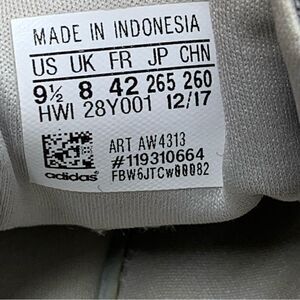 MADE IN INDONESIA
US UK FR JP CHN
9½ 8 42 265 260
HWI 28Y001 12/17
ART AW4313
#119310664
adidas® FBW6JTCw00082